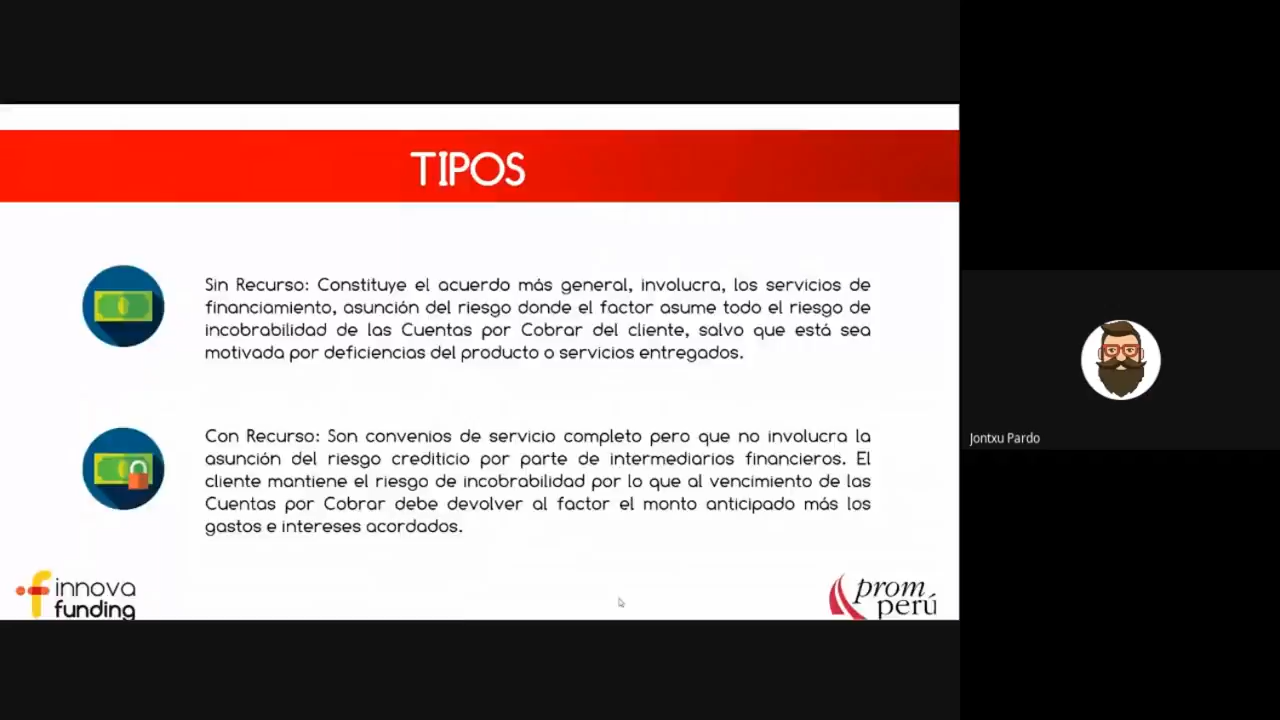 TIPOS
Sin Recurso: Constituye el acuerdo más general, involucra, los servicios de
financiamiento, asunción del riesgo donde el factor asume todo el riesgo de
incobrabilidad de las Cuentas por Cobrar del cliente, salvo que está sea
motivada por deficiencias del producto o servicios entregados.
Con Recurso: Son convenios de servicio completo pero que no involucra la
asunción del riesgo crediticio por parte de intermediarios financieros. El
cliente mantiene el riesgo de incobrabilidad por lo que al vencimiento de las
Cuentas por Cobrar debe devolver al factor el monto anticipado más los
gastos e intereses acordados.
innova
funding
prom
perú
Jontxu Pardo